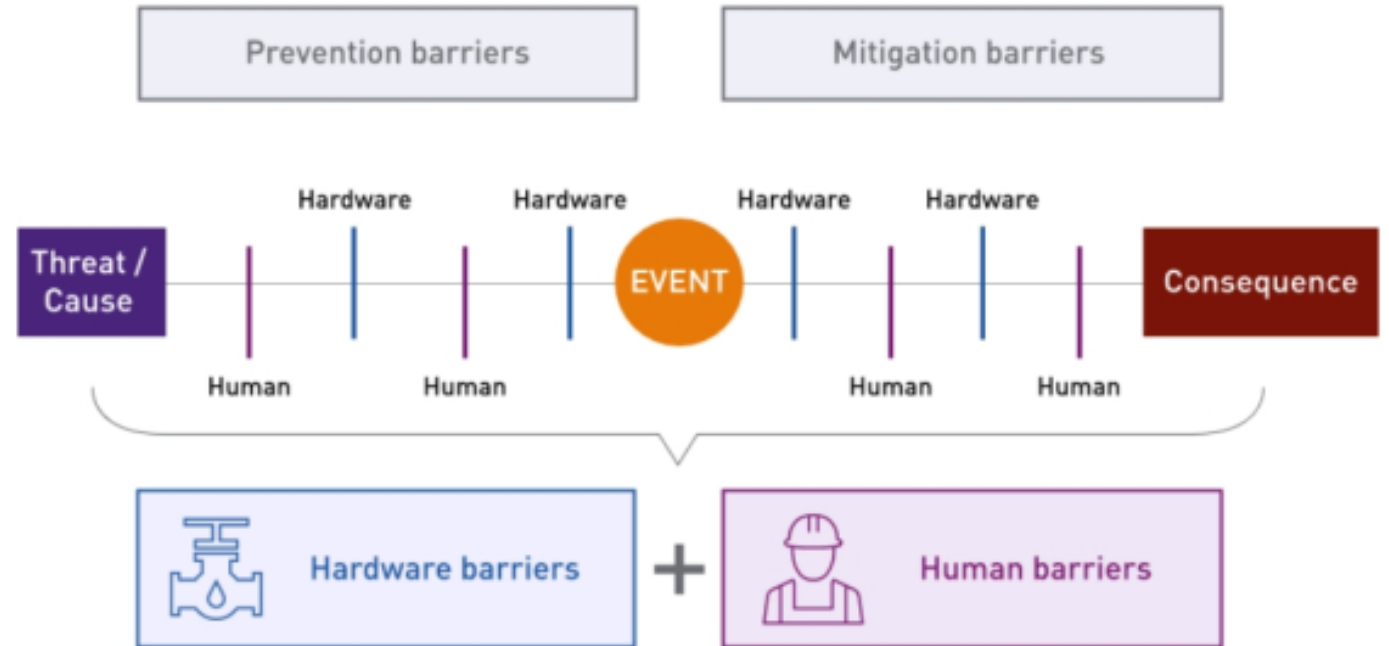 Prevention barriers
Mitigation barriers
Hardware
Hardware
Hardware
Hardware
Threat /
Cause
EVENT
Consequence
Human
Human
Human
Human
Hardware barriers
+
Human barriers